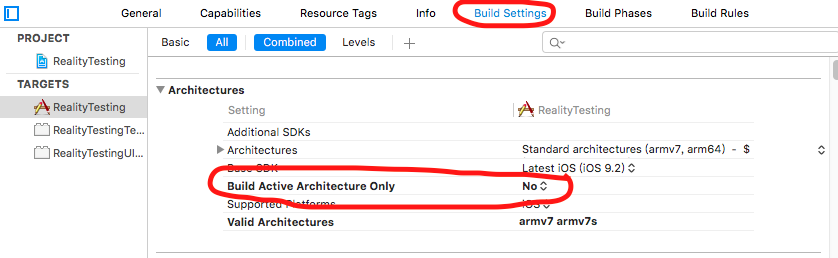 General Capabilities Resource Tags Info Build Settings Build Phases Build Rules
PROJECT
RealityTesting
TARGETS
RealityTesting
RealityTestingTe...
RealityTestingUI...
Basic All Combined Levels +
Architectures
Setting RealityTesting
Additional SDKs
Architectures Standard architectures (armv7, arm64) - $
Base SDK Latest iOS (iOS 9.2)
Build Active Architecture Only No
Supported Platforms iOS
Valid Architectures armv7 armv7s